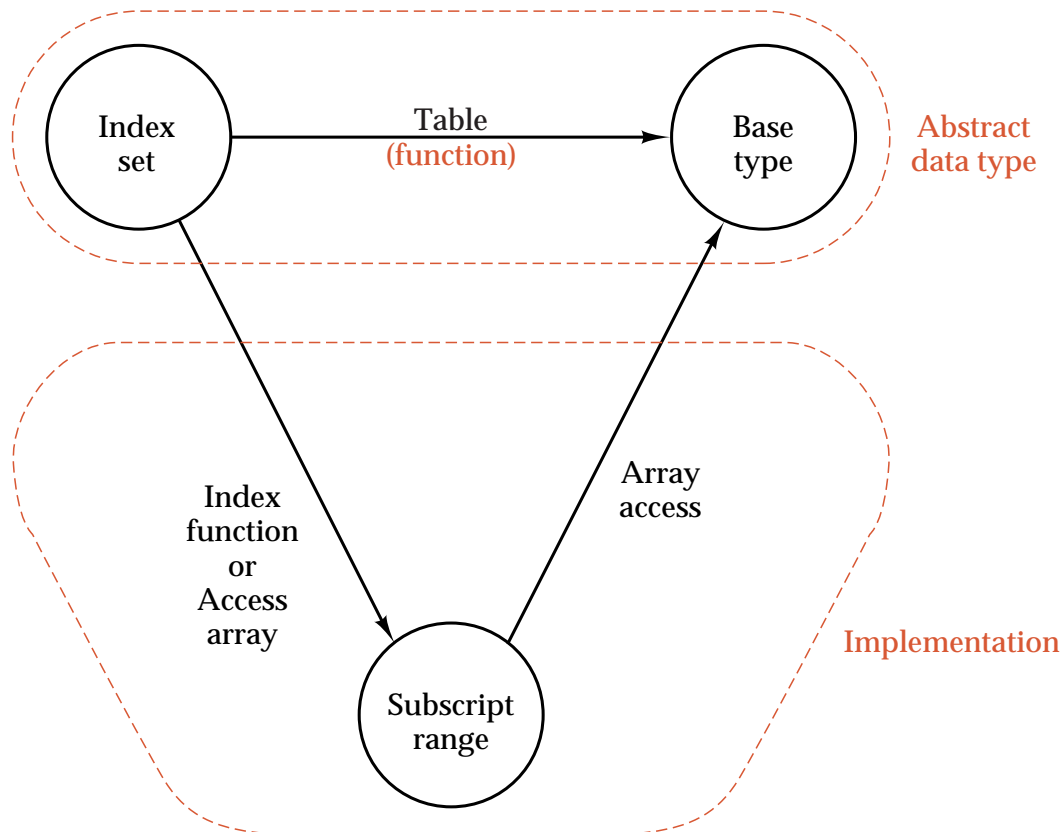 Index
set
Table
(function)
Base
type
Abstract
data type
Index
function
or
Access
array
Array
access
Subscript
range
Implementation